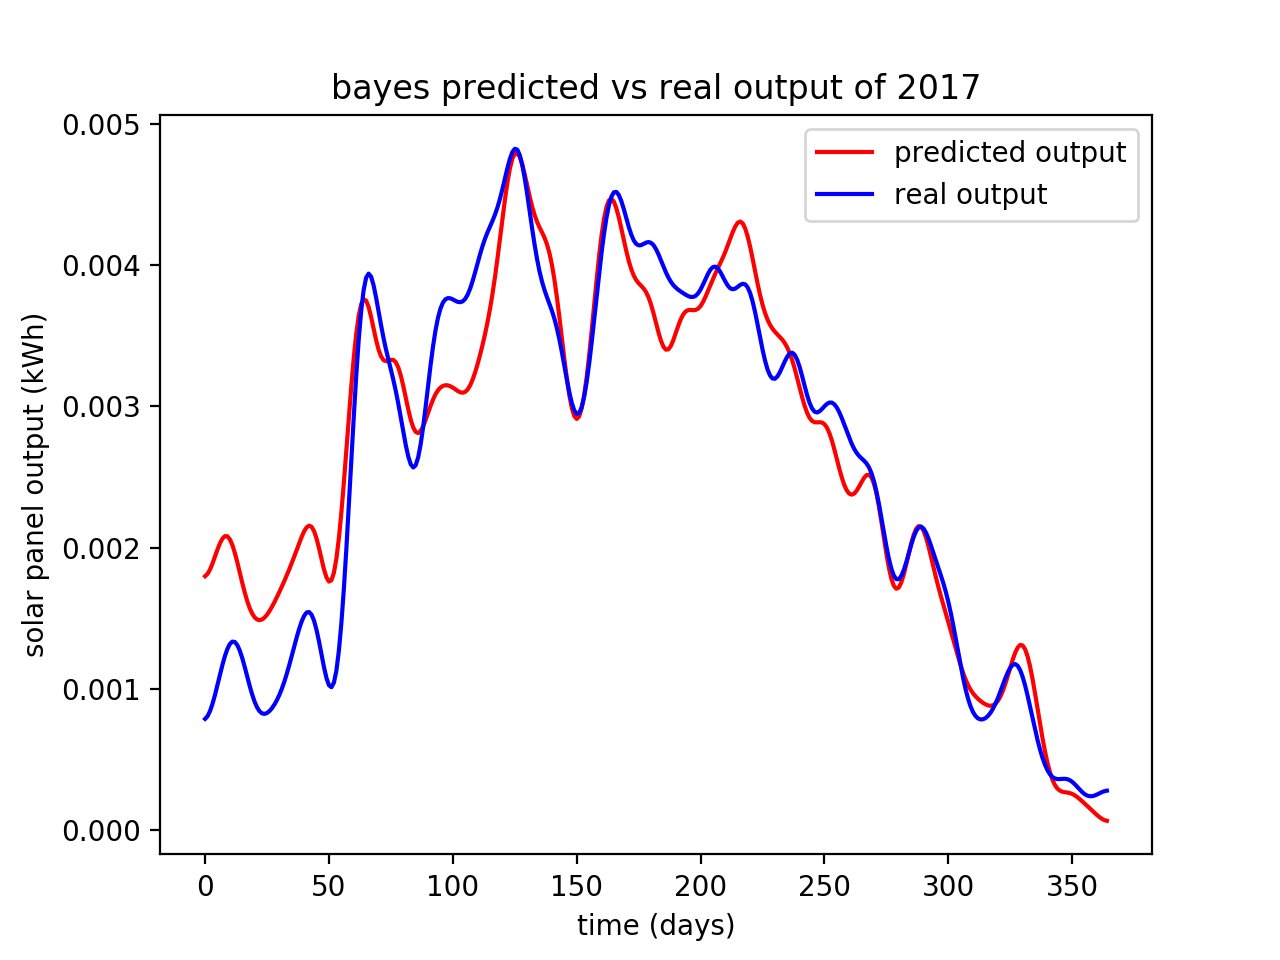 bayes predicted vs real output of 2017
predicted output
real output
solar panel output (kWh)
0.005
0.004
0.003
0.002
0.001
0.000
0 50 100 150 200 250 300 350
time (days)